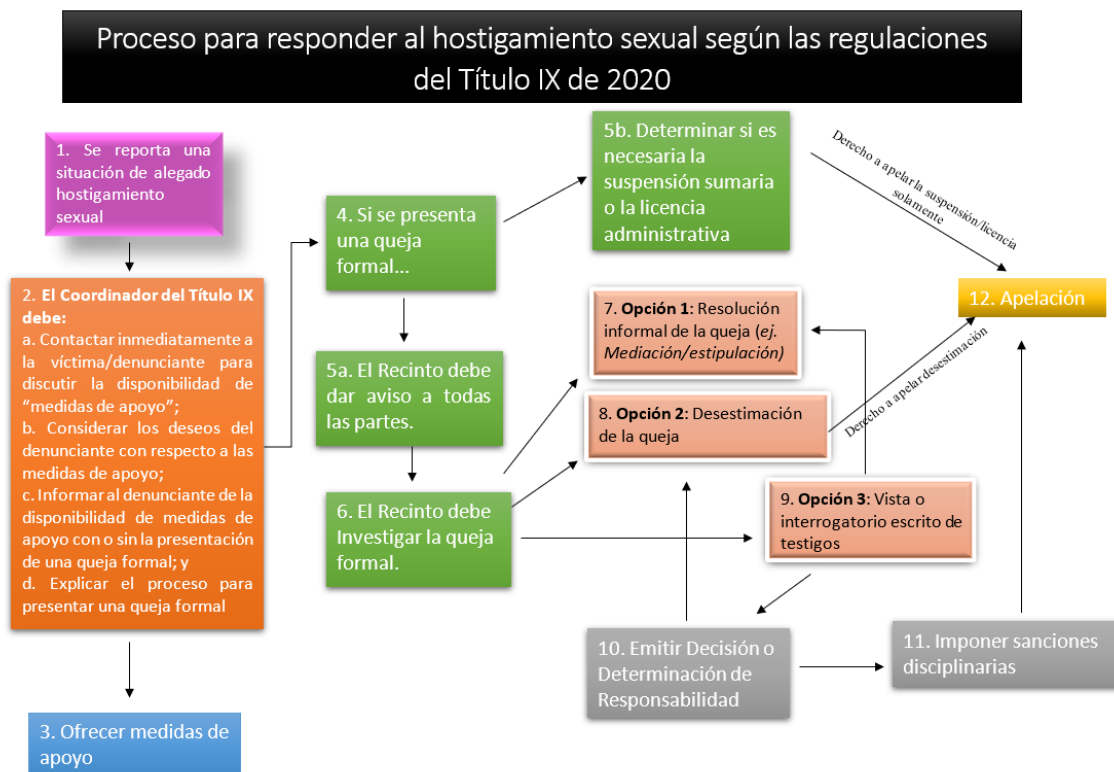 Proceso para responder al hostigamiento sexual según las regulaciones
del Título IX de 2020
1. Se reporta una
situación de alegado
hostigamiento
sexual
2. El Coordinador del Título IX
debe:
a. Contactar inmediatamente a
la víctima/denunciante para
discutir la disponibilidad de
“medidas de apoyo”;
b. Considerar los deseos del
denunciante con respecto a las
medidas de apoyo;
c. Informar al denunciante de la
disponibilidad de medidas de
apoyo con o sin la presentación
de una queja formal; y
d. Explicar el proceso para
presentar una queja formal
3. Ofrecer medidas de
apoyo
4. Si se presenta
una queja
formal...
5a. El Recinto debe
dar aviso a todas
las partes.
5b. Determinar si es
necesaria la
suspensión sumaria
o la licencia
administrativa
Derecho a apelar la suspensión/licencia
solamente
6. El Recinto debe
Investigar la queja
formal.
7. Opción 1: Resolución
informal de la queja (ej.
Mediación/estipulación)
8. Opción 2: Desestimación
de la queja
Derecho a apelar desestimación
9. Opción 3: Vista o
interrogatorio escrito de
testigos
10. Emitir Decisión o
Determinación de
Responsabilidad
11. Imponer sanciones
disciplinarias
12. Apelación